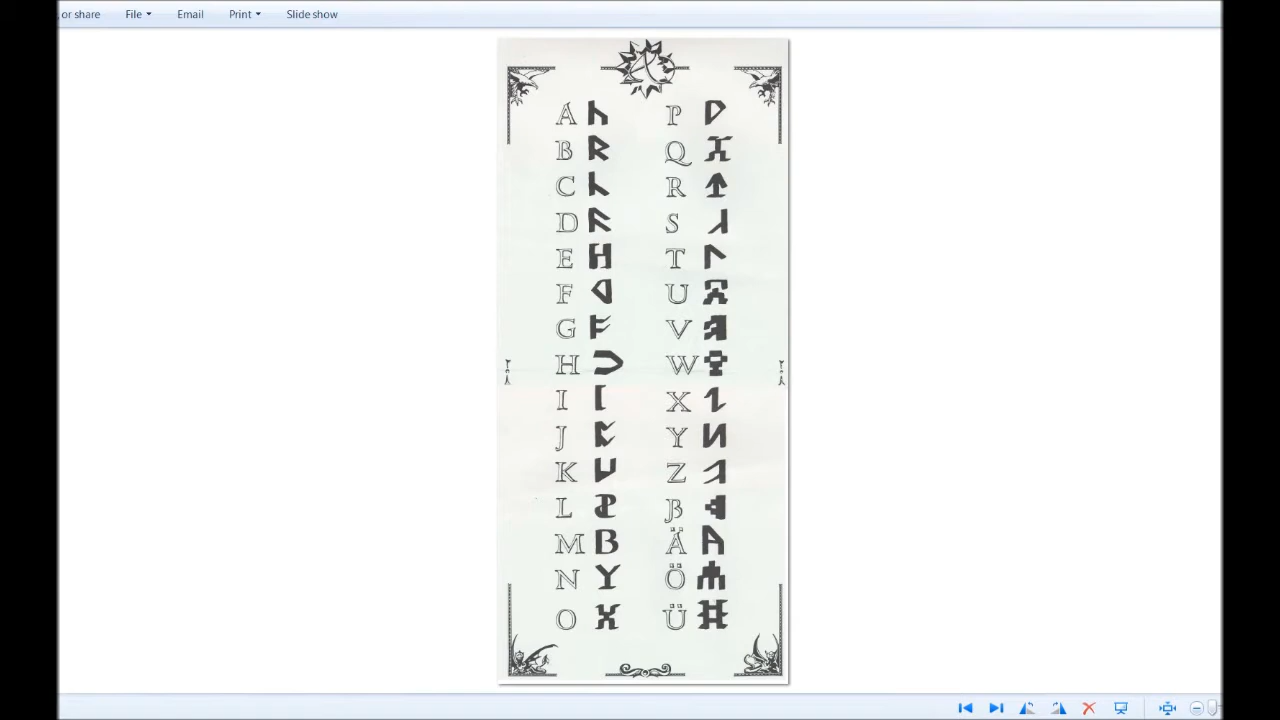 or share File Email Print Slide show
A P
B Q
C R
D S
E T
F U
G V
H W
I X
J Y
K Z
L ß
M Ä
N Ö
O Ü